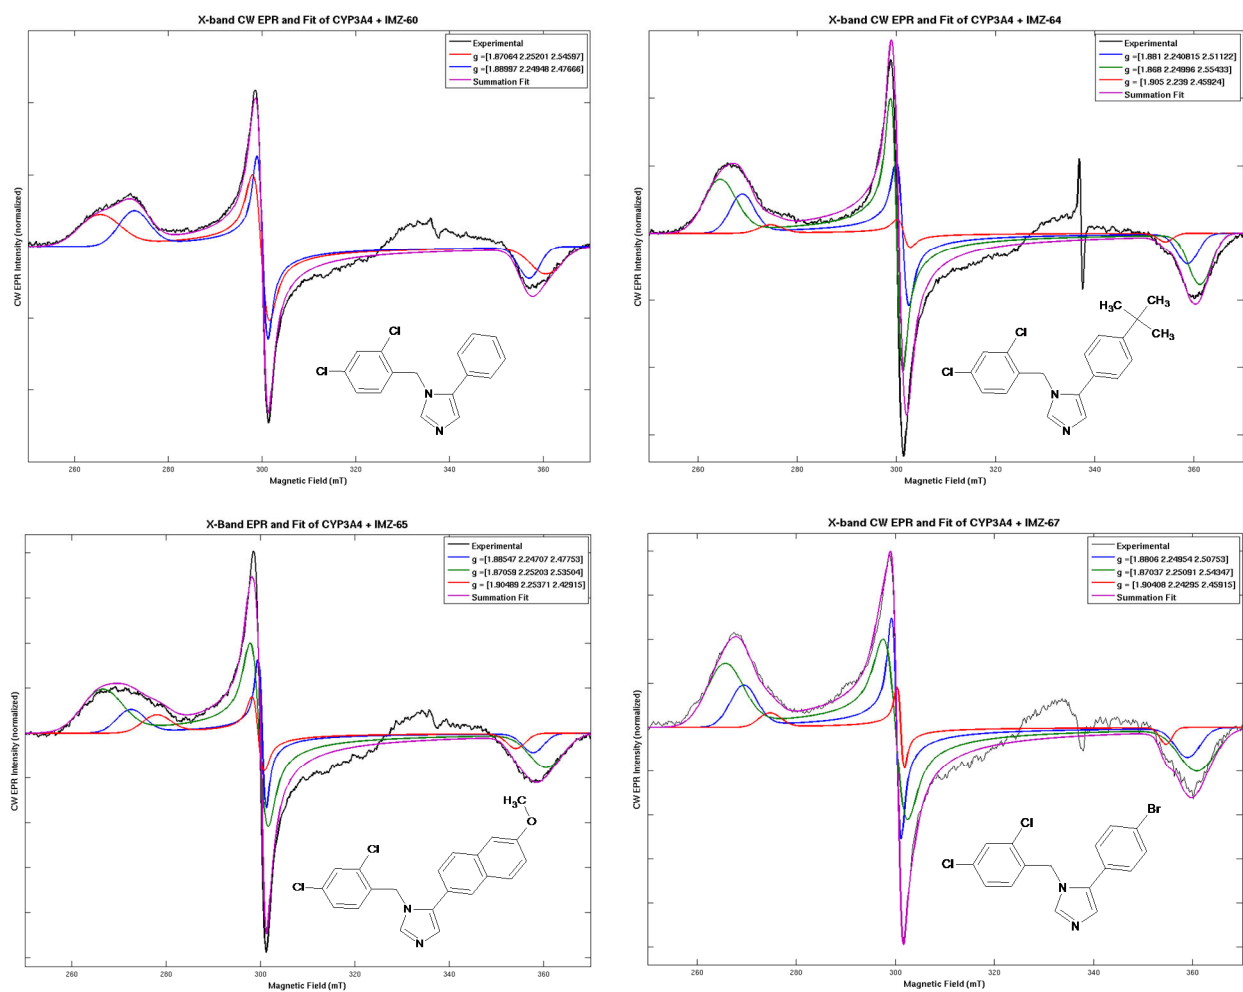 X-band CW EPR and Fit of CYP3A4 + IMZ-60
Experimental
g =[1.87064 2.25201 2.54597]
g =[1.88997 2.24948 2.47666]
Summation Fit
CW EPR Intensity (normalized)
Cl
Cl
N
N
260 280 300 320 340 360
Magnetic Field (mT)
X-band CW EPR and Fit of CYP3A4 + IMZ-64
Experimental
g =[1.881 2.240815 2.51122]
g =[1.868 2.24996 2.55433]
g = [1.905 2.239 2.45924]
Summation Fit
CW EPR Intensity (normalized)
CH3
H3C
CH3
Cl
Cl
N
N
260 280 300 320 340 360
Magnetic Field (mT)
X-Band EPR and Fit of CYP3A4 + IMZ-65
Experimental
g =[1.88547 2.24707 2.47753]
g =[1.87059 2.25203 2.53504]
g = [1.90489 2.25371 2.42915]
Summation Fit
CW EPR Intensity (normalized)
H3C
O
Cl
Cl
N
N
260 280 300 320 340 360
Magnetic Field (mT)
X-band CW EPR and Fit of CYP3A4 + IMZ-67
Experimental
g =[1.8806 2.24954 2.50753]
g =[1.87037 2.25091 2.54347]
g = [1.90408 2.24295 2.45915]
Summation Fit
CW EPR Intensity (normalized)
Br
Cl
Cl
N
N
260 280 300 320 340 360
Magnetic Field (mT)